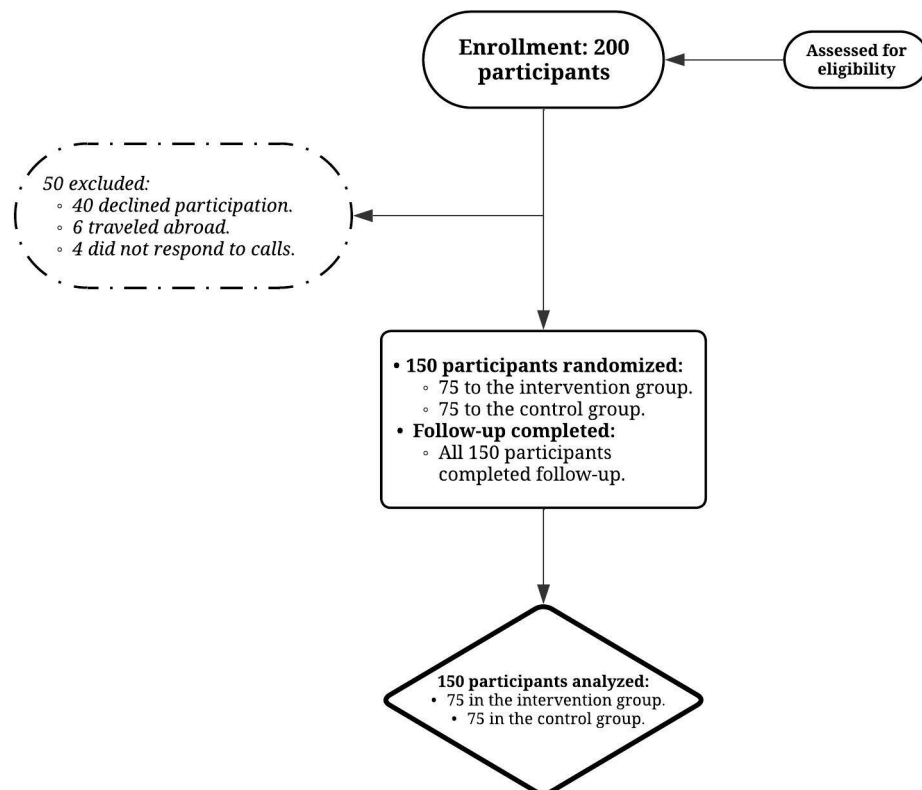 Enrollment: 200
participants
Assessed for
eligibility
50 excluded:
◦ 40 declined participation.
◦ 6 traveled abroad.
◦ 4 did not respond to calls.
• 150 participants randomized:
◦ 75 to the intervention group.
◦ 75 to the control group.
• Follow-up completed:
◦ All 150 participants
completed follow-up.
150 participants analyzed:
• 75 in the intervention group.
• 75 in the control group.